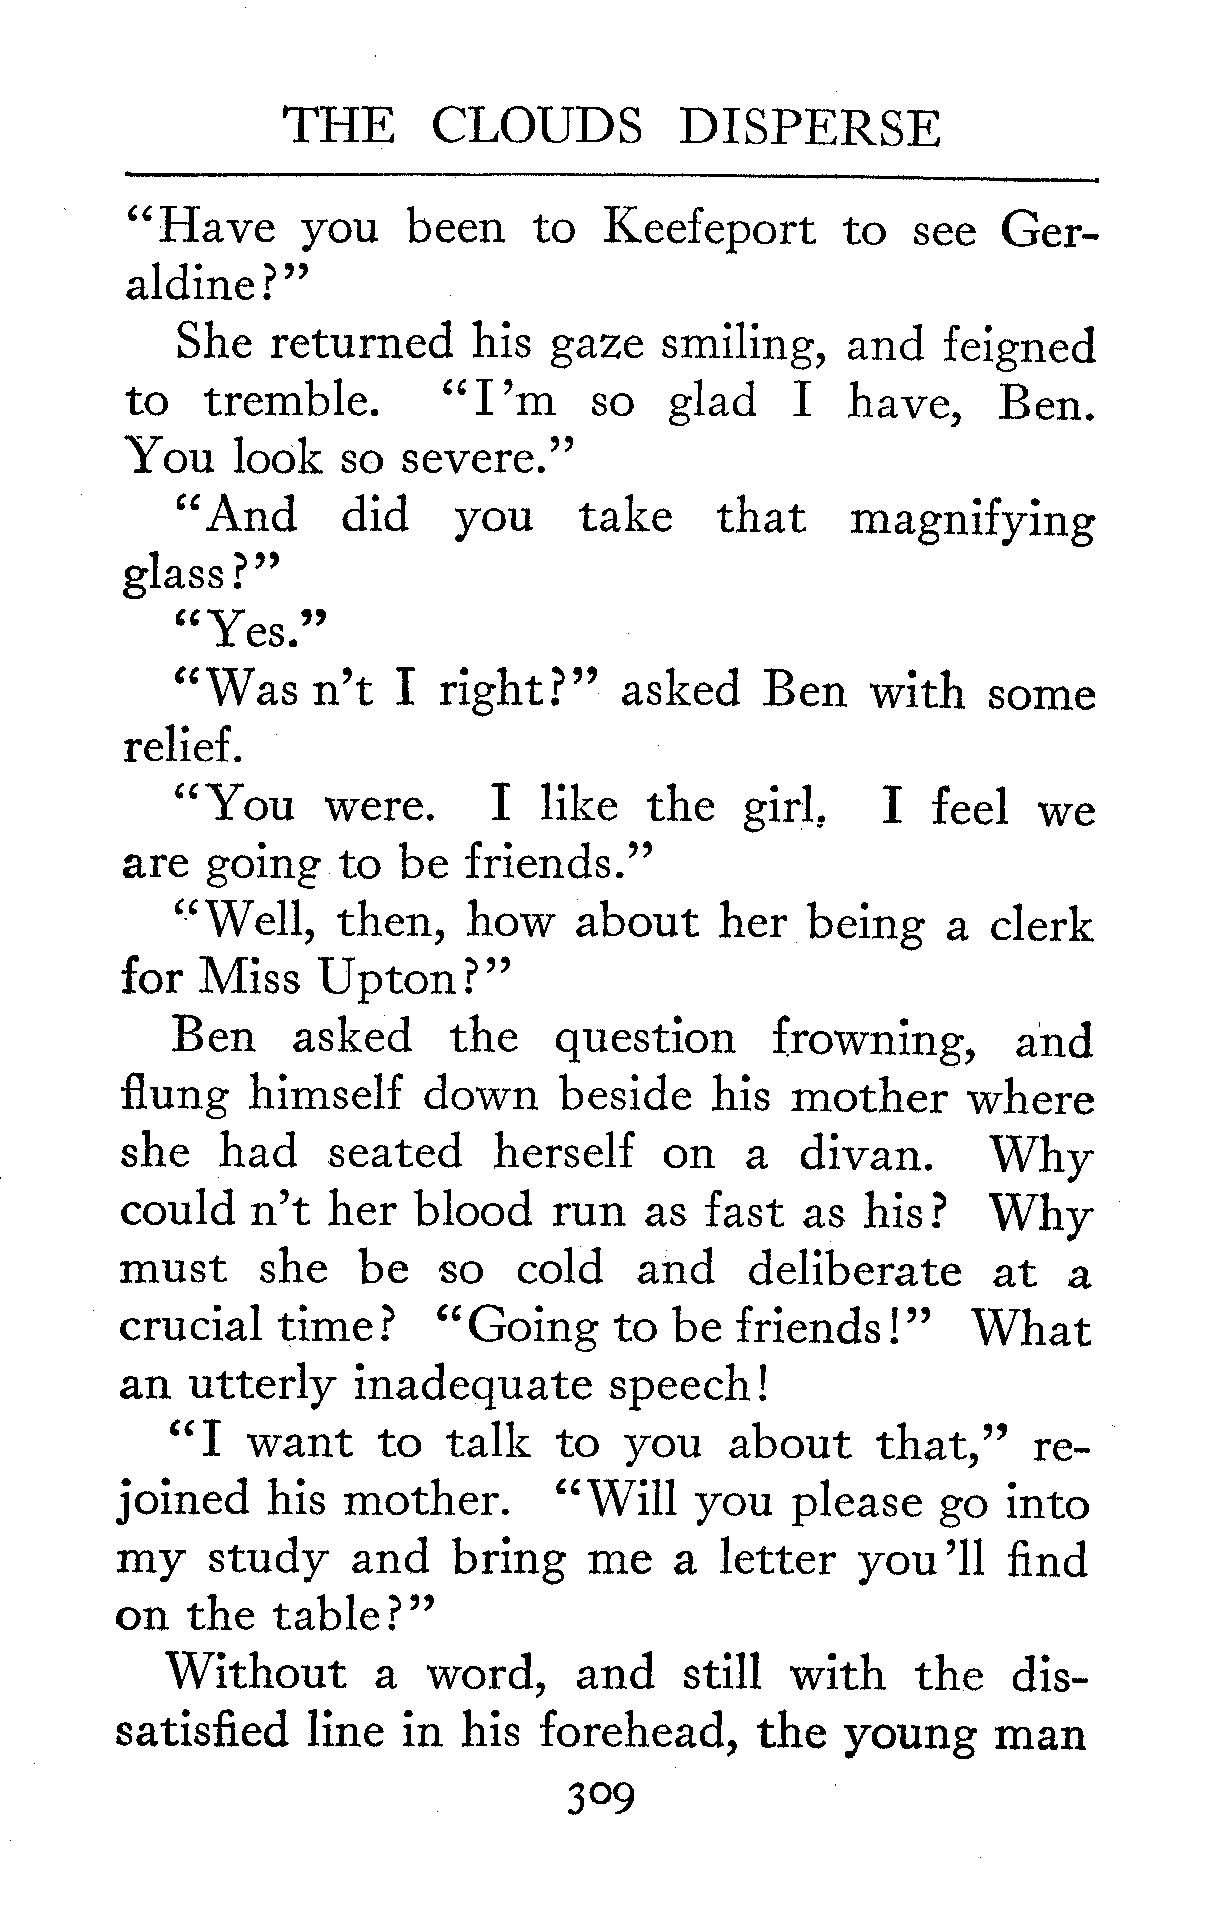 THE CLOUDS DISPERSE
“Have you been to Keefeport to see Ger-
aldine?”
She returned his gaze smiling, and feigned
to tremble. “I’m so glad I have, Ben.
You look so severe.”
“And did you take that magnifying
glass?”
“Yes.”
“Was n’t I right?” asked Ben with some
relief.
“You were. I like the girl. I feel we
are going to be friends.”
“Well, then, how about her being a clerk
for Miss Upton?”
Ben asked the question frowning, and
flung himself down beside his mother where
she had seated herself on a divan. Why
could n’t her blood run as fast as his? Why
must she be so cold and deliberate at a
crucial time? “Going to be friends!” What
an utterly inadequate speech!
“I want to talk to you about that,” re-
joined his mother. “Will you please go into
my study and bring me a letter you’ll find
on the table?”
Without a word, and still with the dis-
satisfied line in his forehead, the young man
309